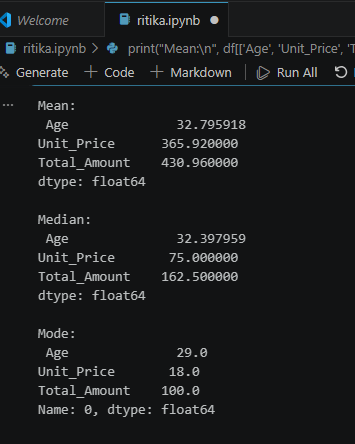 Welcome
ritika.ipynb
ritika.ipynb > print("Mean:\n", df[['Age', 'Unit_Price', 'T
Generate + Code + Markdown Run All
...
Mean:
Age 32.795918
Unit_Price 365.920000
Total_Amount 430.960000
dtype: float64
Median:
Age 32.397959
Unit_Price 75.000000
Total_Amount 162.500000
dtype: float64
Mode:
Age 29.0
Unit_Price 18.0
Total_Amount 100.0
Name: 0, dtype: float64